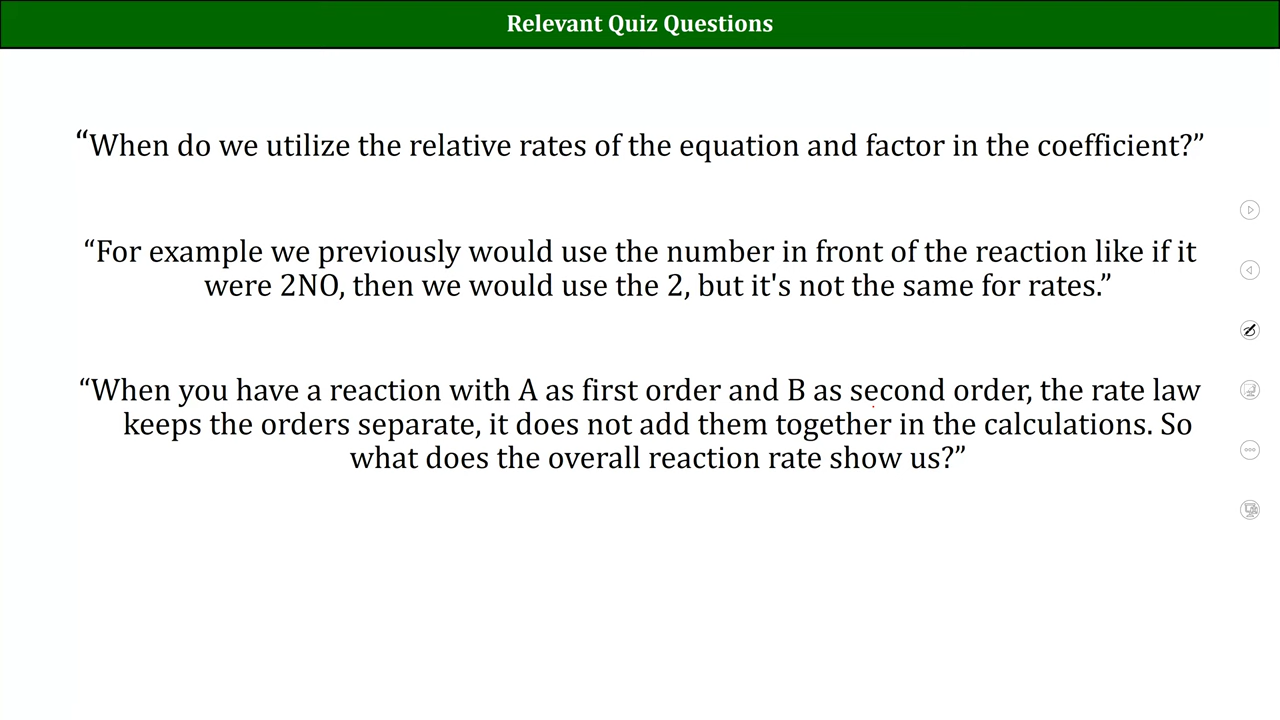 Relevant Quiz Questions
“When do we utilize the relative rates of the equation and factor in the coefficient?”
“For example we previously would use the number in front of the reaction like if it
were 2NO, then we would use the 2, but it's not the same for rates.”
“When you have a reaction with A as first order and B as second order, the rate law
keeps the orders separate, it does not add them together in the calculations. So
what does the overall reaction rate show us?”